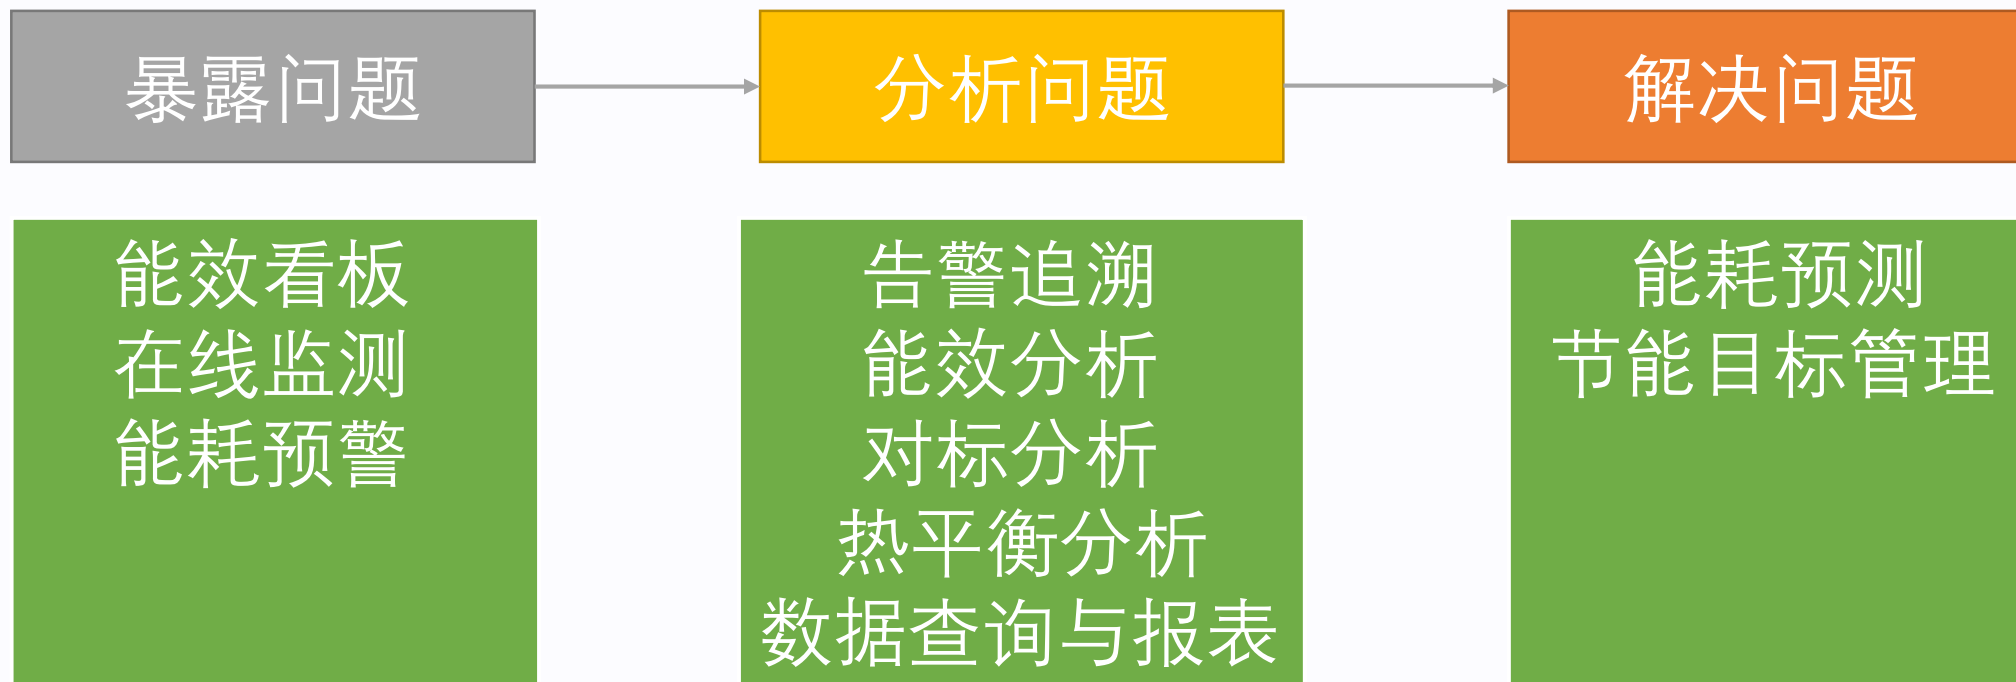 暴露问题
分析问题
解决问题
能效看板
在线监测
能耗预警
告警追溯
能效分析
对标分析
热平衡分析
数据查询与报表
能耗预测
节能目标管理